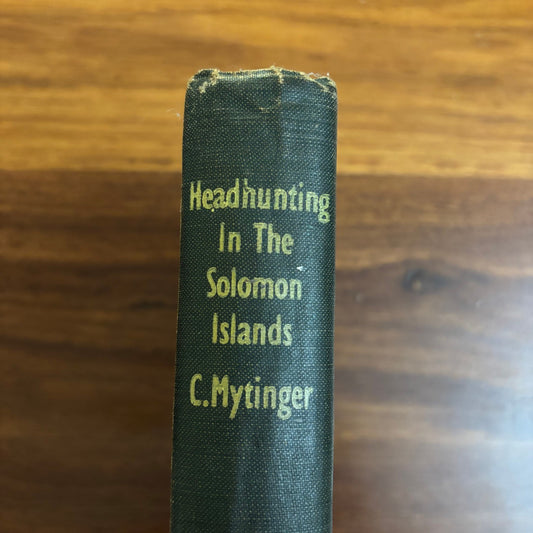 Headhunting
In The
Solomon
Islands
C.Mytinger